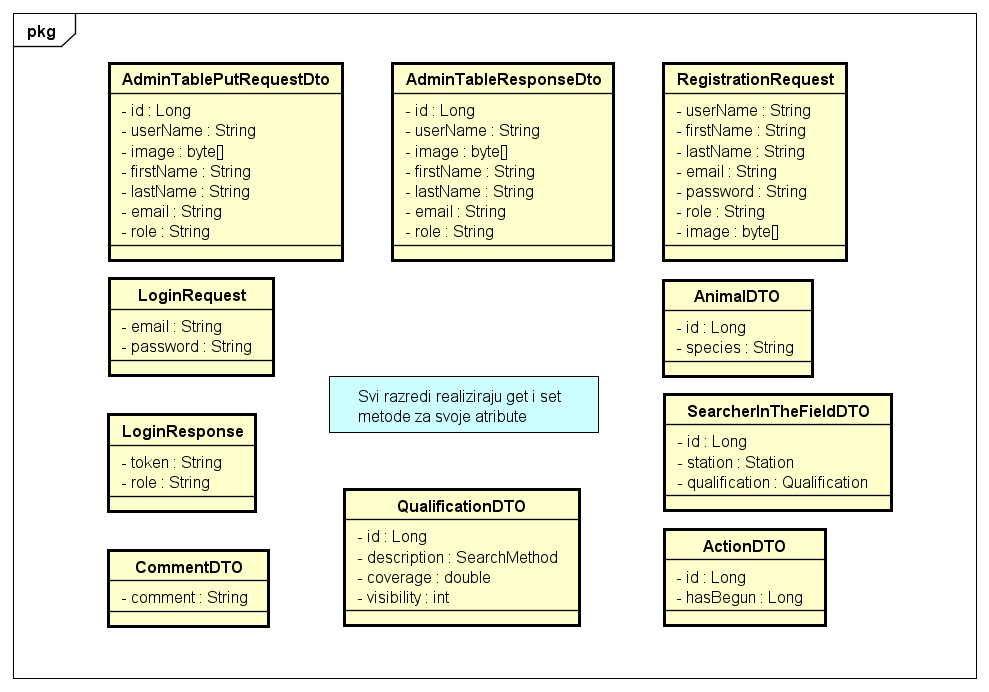 pkg
AdminTablePutRequestDto
- id : Long
- userName : String
- image : byte[]
- firstName : String
- lastName : String
- email : String
- role : String
AdminTableResponseDto
- id : Long
- userName : String
- image : byte[]
- firstName : String
- lastName : String
- email : String
- role : String
RegistrationRequest
- userName : String
- firstName : String
- lastName : String
- email : String
- password : String
- role : String
- image : byte[]
LoginRequest
- email : String
- password : String
AnimalDTO
- id : Long
- species : String
Svi razredi realiziraju get i set
metode za svoje atribute
LoginResponse
- token : String
- role : String
SearcherInTheFieldDTO
- id : Long
- station : Station
- qualification : Qualification
QualificationDTO
- id : Long
- description : SearchMethod
- coverage : double
- visibility : int
CommentDTO
- comment : String
ActionDTO
- id : Long
- hasBegun : Long